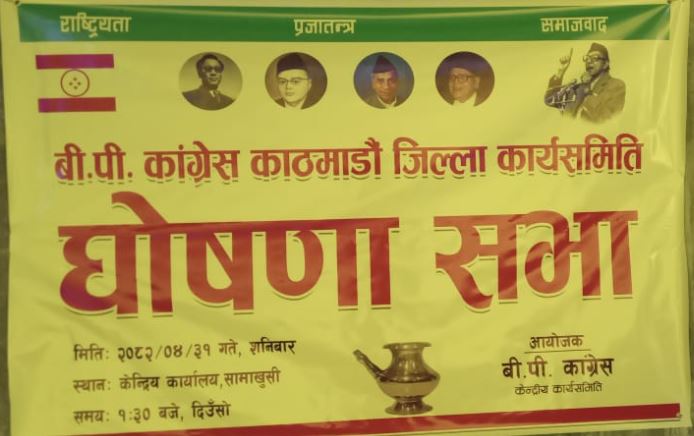 राष्ट्रियता प्रजातन्त्र समाजवाद
बी.पी. कांग्रेस काठमाडौं जिल्ला कार्यसमिति
घोषणा सभा
मिति: २०८२/०४/३१ गते, शनिबार
स्थान: केन्द्रिय कार्यालय,सामाखुसी
समय: १:३० बजे, दिउँसो
आयोजक
बी.पी. कांग्रेस
केन्द्रीय कार्यसमिति